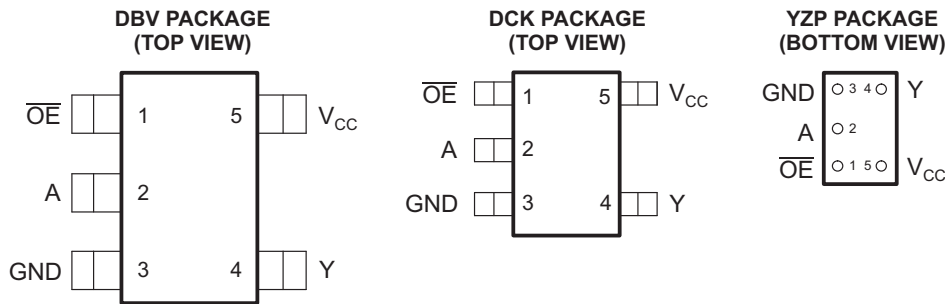 DBV PACKAGE
(TOP VIEW)
OE
A
GND
1
2
3
5
4
VCC
Y
DCK PACKAGE
(TOP VIEW)
OE
A
GND
1
2
3
5
4
VCC
Y
YZP PACKAGE
(BOTTOM VIEW)
GND 3 4 Y
A 2
OE 1 5 VCC